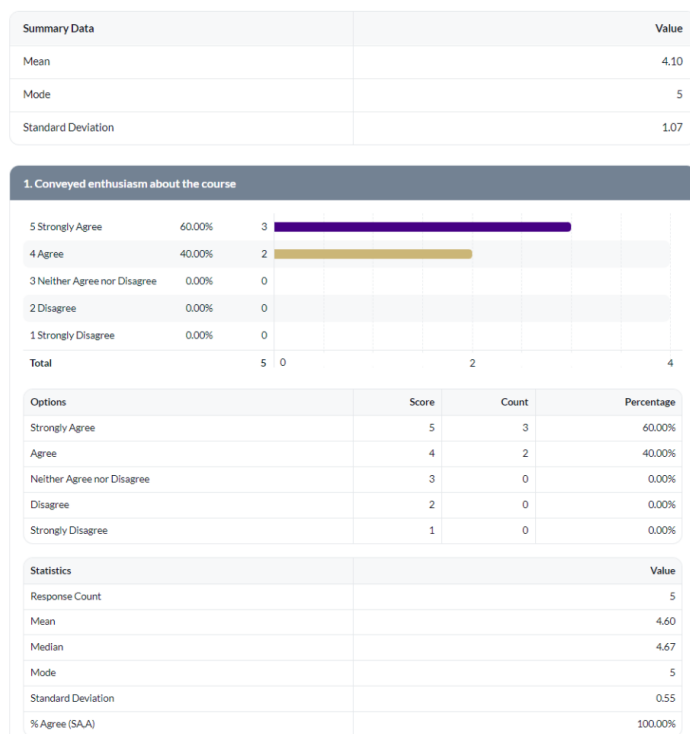 Summary Data Value
Mean 4.10
Mode 5
Standard Deviation 1.07
1. Conveyed enthusiasm about the course
5 Strongly Agree 60.00% 3
4 Agree 40.00% 2
3 Neither Agree nor Disagree 0.00% 0
2 Disagree 0.00% 0
1 Strongly Disagree 0.00% 0
Total 5 0 2 4
Options Score Count Percentage
Strongly Agree 5 3 60.00%
Agree 4 2 40.00%
Neither Agree nor Disagree 3 0 0.00%
Disagree 2 0 0.00%
Strongly Disagree 1 0 0.00%
Statistics Value
Response Count 5
Mean 4.60
Median 4.67
Mode 5
Standard Deviation 0.55
% Agree (SA,A) 100.00%